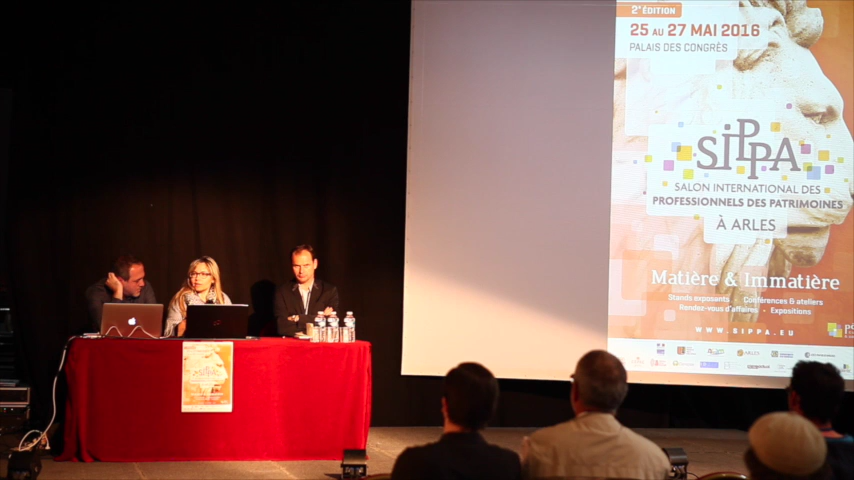 2e ÉDITION
25 AU 27 MAI 2016
PALAIS DES CONGRÈS
SIPPA
SALON INTERNATIONAL DES
PROFESSIONNELS DES PATRIMOINES
À ARLES
Matière & Immatière
Stands exposants · Conférences & ateliers
Rendez-vous d'affaires · Expositions
WWW.SIPPA.EU
ARLES